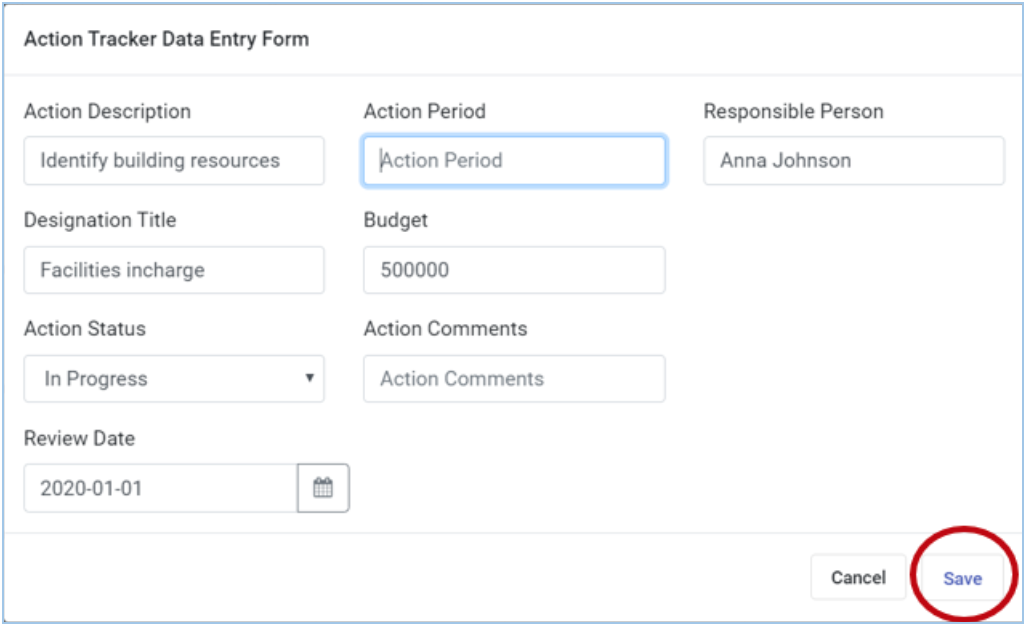 Action Tracker Data Entry Form
Action Description Action Period Responsible Person
Identify building resources Action Period Anna Johnson
Designation Title Budget
Facilities incharge 500000
Action Status Action Comments
In Progress Action Comments
Review Date
2020-01-01
Cancel Save